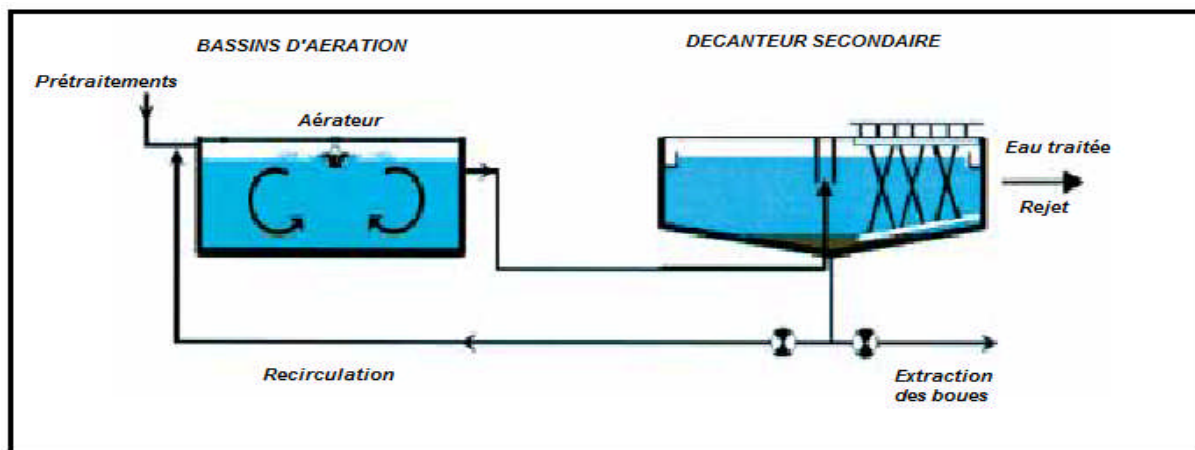 BASSINS D'AERATION
DECANTEUR SECONDAIRE
Prétraitements
Aérateur
Eau traitée
Rejet
Recirculation
Extraction
des boues